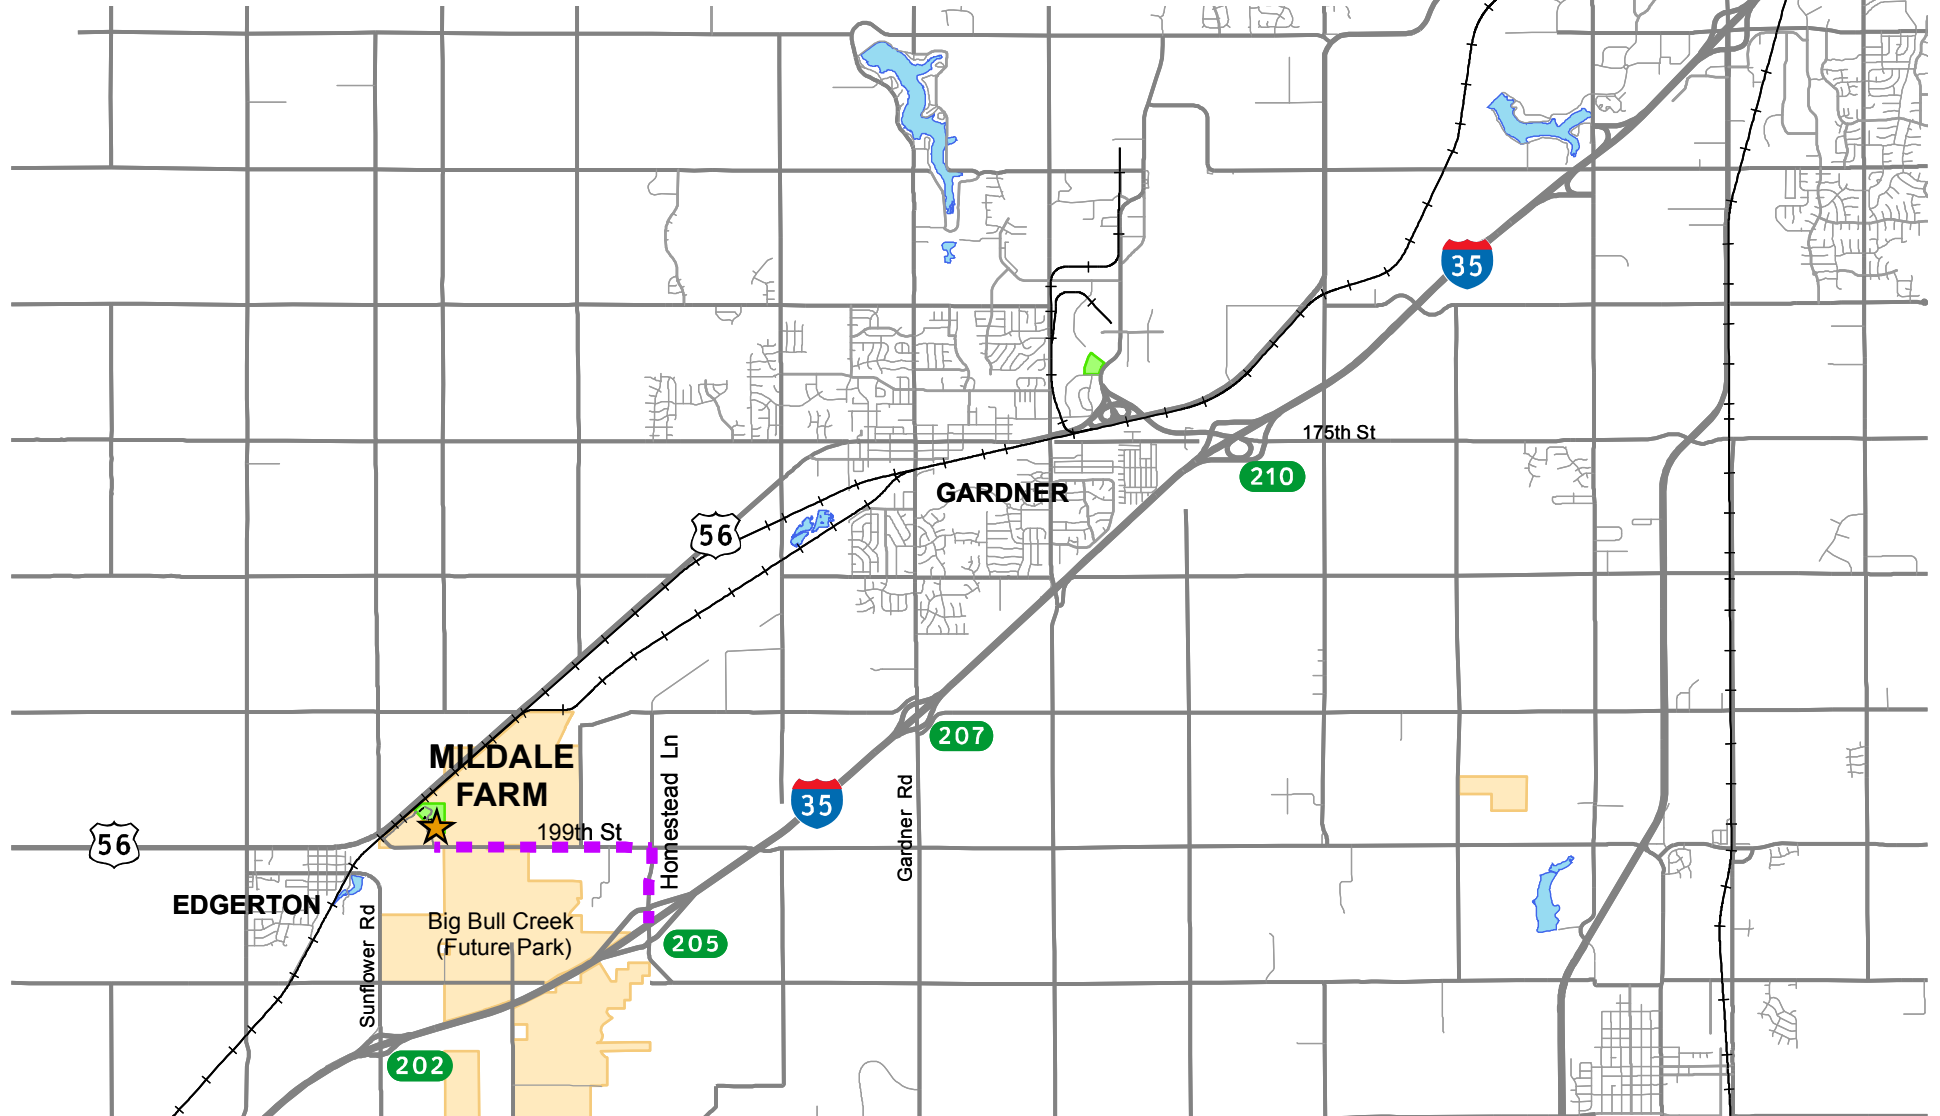 35
175th St
210
GARDNER
56
207
MILDALE
FARM
Homestead Ln
35
Gardner Rd
199th St
56
EDGERTON
Sunflower Rd
Big Bull Creek
(Future Park)
205
202